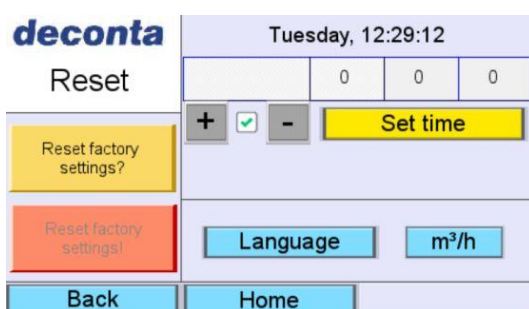 deconta
Tuesday, 12:29:12
Reset
0 0 0
+ -
Set time
Reset factory
settings?
Reset factory
settings!
Language
m³/h
Back
Home